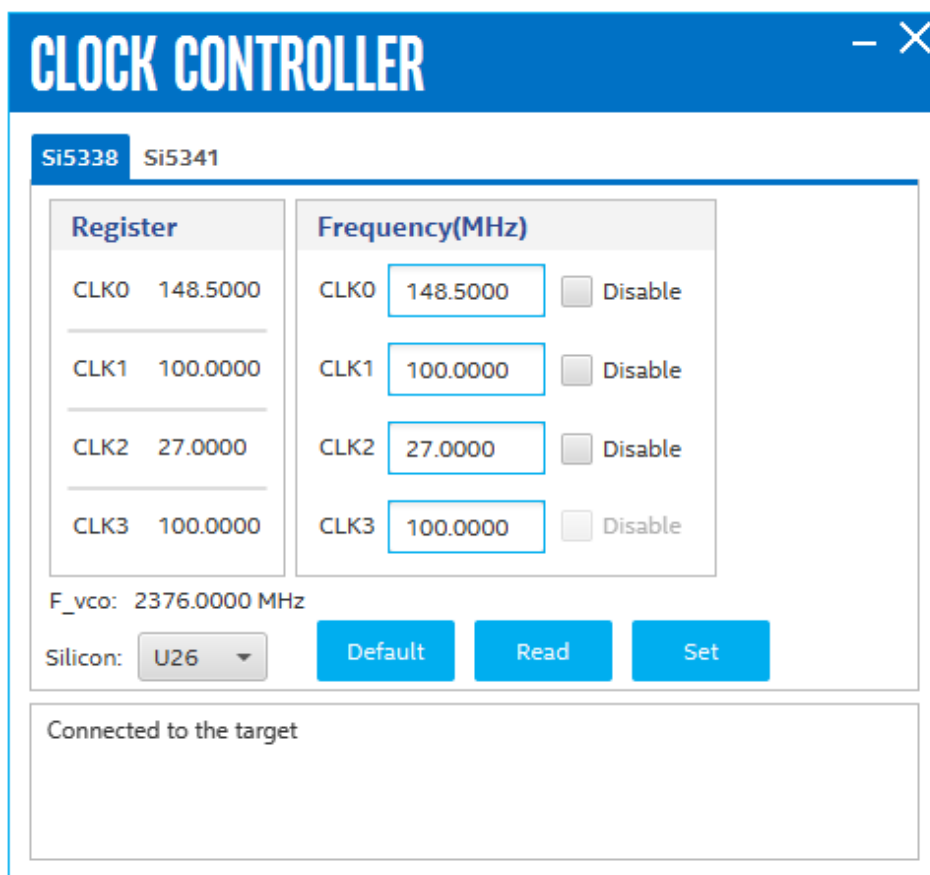 CLOCK CONTROLLER
Si5338 Si5341
Register Frequency(MHz)
CLK0 148.5000 CLK0 148.5000 Disable
CLK1 100.0000 CLK1 100.0000 Disable
CLK2 27.0000 CLK2 27.0000 Disable
CLK3 100.0000 CLK3 100.0000 Disable
F_vco: 2376.0000 MHz
Silicon: U26 Default Read Set
Connected to the target